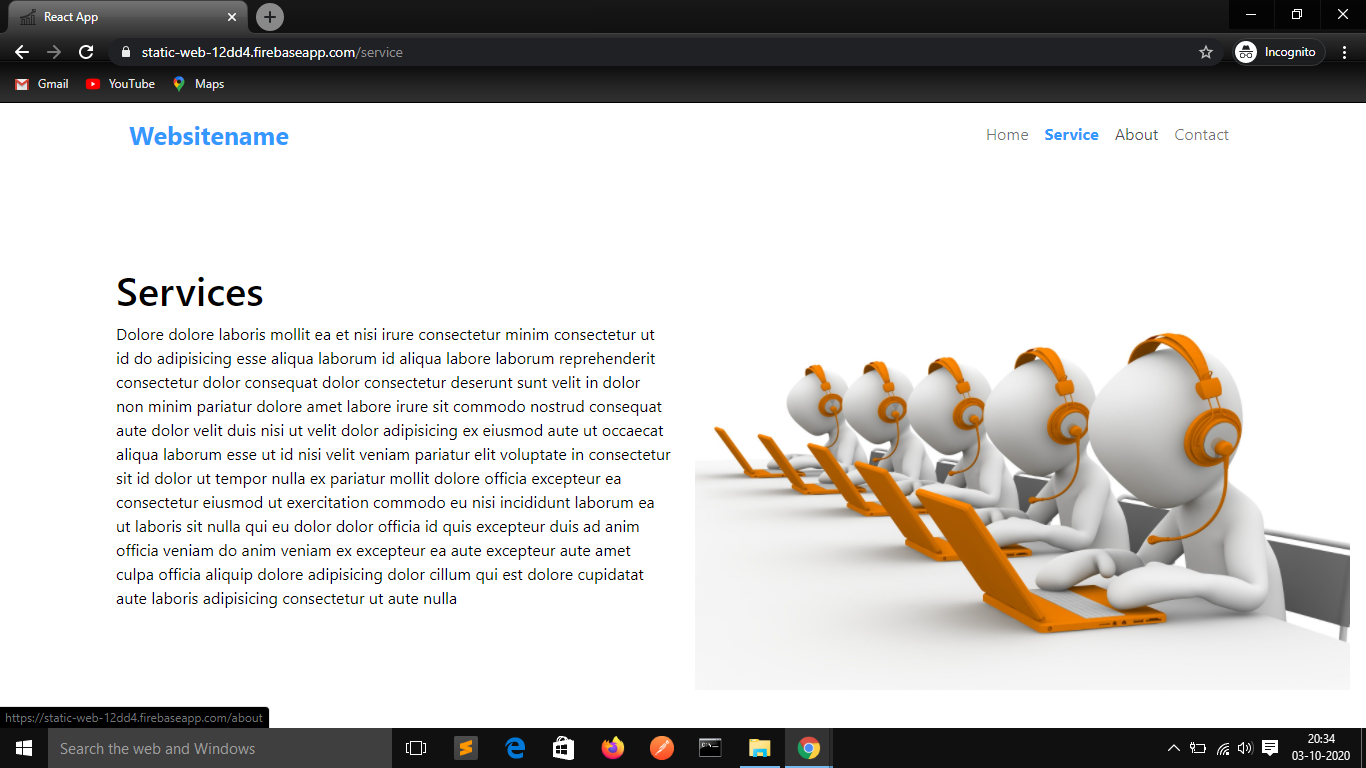 React App
static-web-12dd4.firebaseapp.com/service
Incognito
Gmail
YouTube
Maps
Websitename
Home
Service
About
Contact
Services
Dolore dolore laboris mollit ea et nisi irure consectetur minim consectetur ut
id do adipisicing esse aliqua laborum id aliqua labore laborum reprehenderit
consectetur dolor consequat dolor consectetur deserunt sunt velit in dolor
non minim pariatur dolore amet labore irure sit commodo nostrud consequat
aute dolor velit duis nisi ut velit dolor adipisicing ex eiusmod aute ut occaecat
aliqua laborum esse ut id nisi velit veniam pariatur elit voluptate in consectetur
sit id dolor ut tempor nulla ex pariatur mollit dolore officia excepteur ea
consectetur eiusmod ut exercitation commodo eu nisi incididunt laborum ea
ut laboris sit nulla qui eu dolor dolor officia id quis excepteur duis ad anim
officia veniam do anim veniam ex excepteur ea aute excepteur aute amet
culpa officia aliquip dolore adipisicing dolor cillum qui est dolore cupidatat
aute laboris adipisicing consectetur ut aute nulla
https://static-web-12dd4.firebaseapp.com/about
Search the web and Windows
20:34
03-10-2020